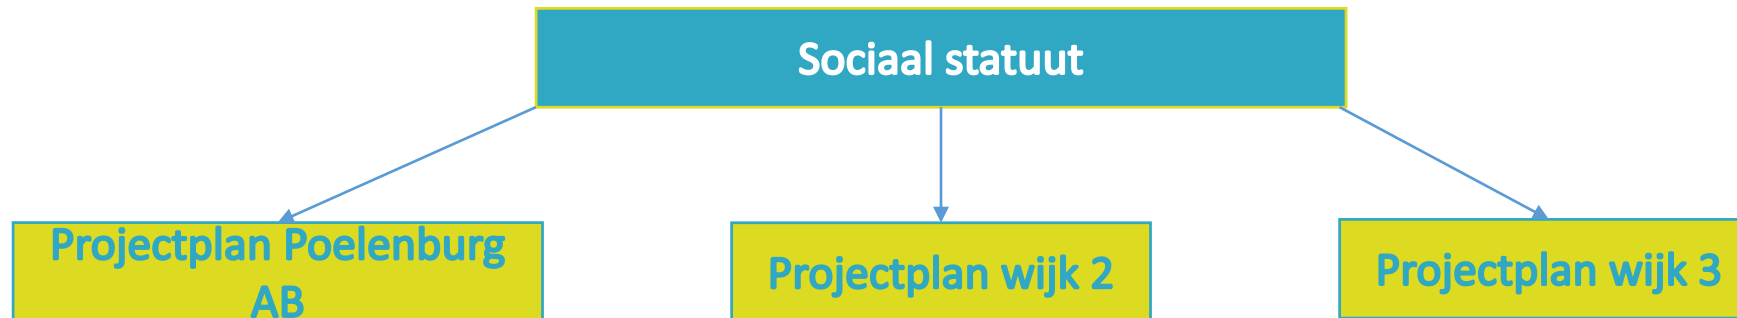 Sociaal statuut
Projectplan Poelenburg
AB
Projectplan wijk 2
Projectplan wijk 3